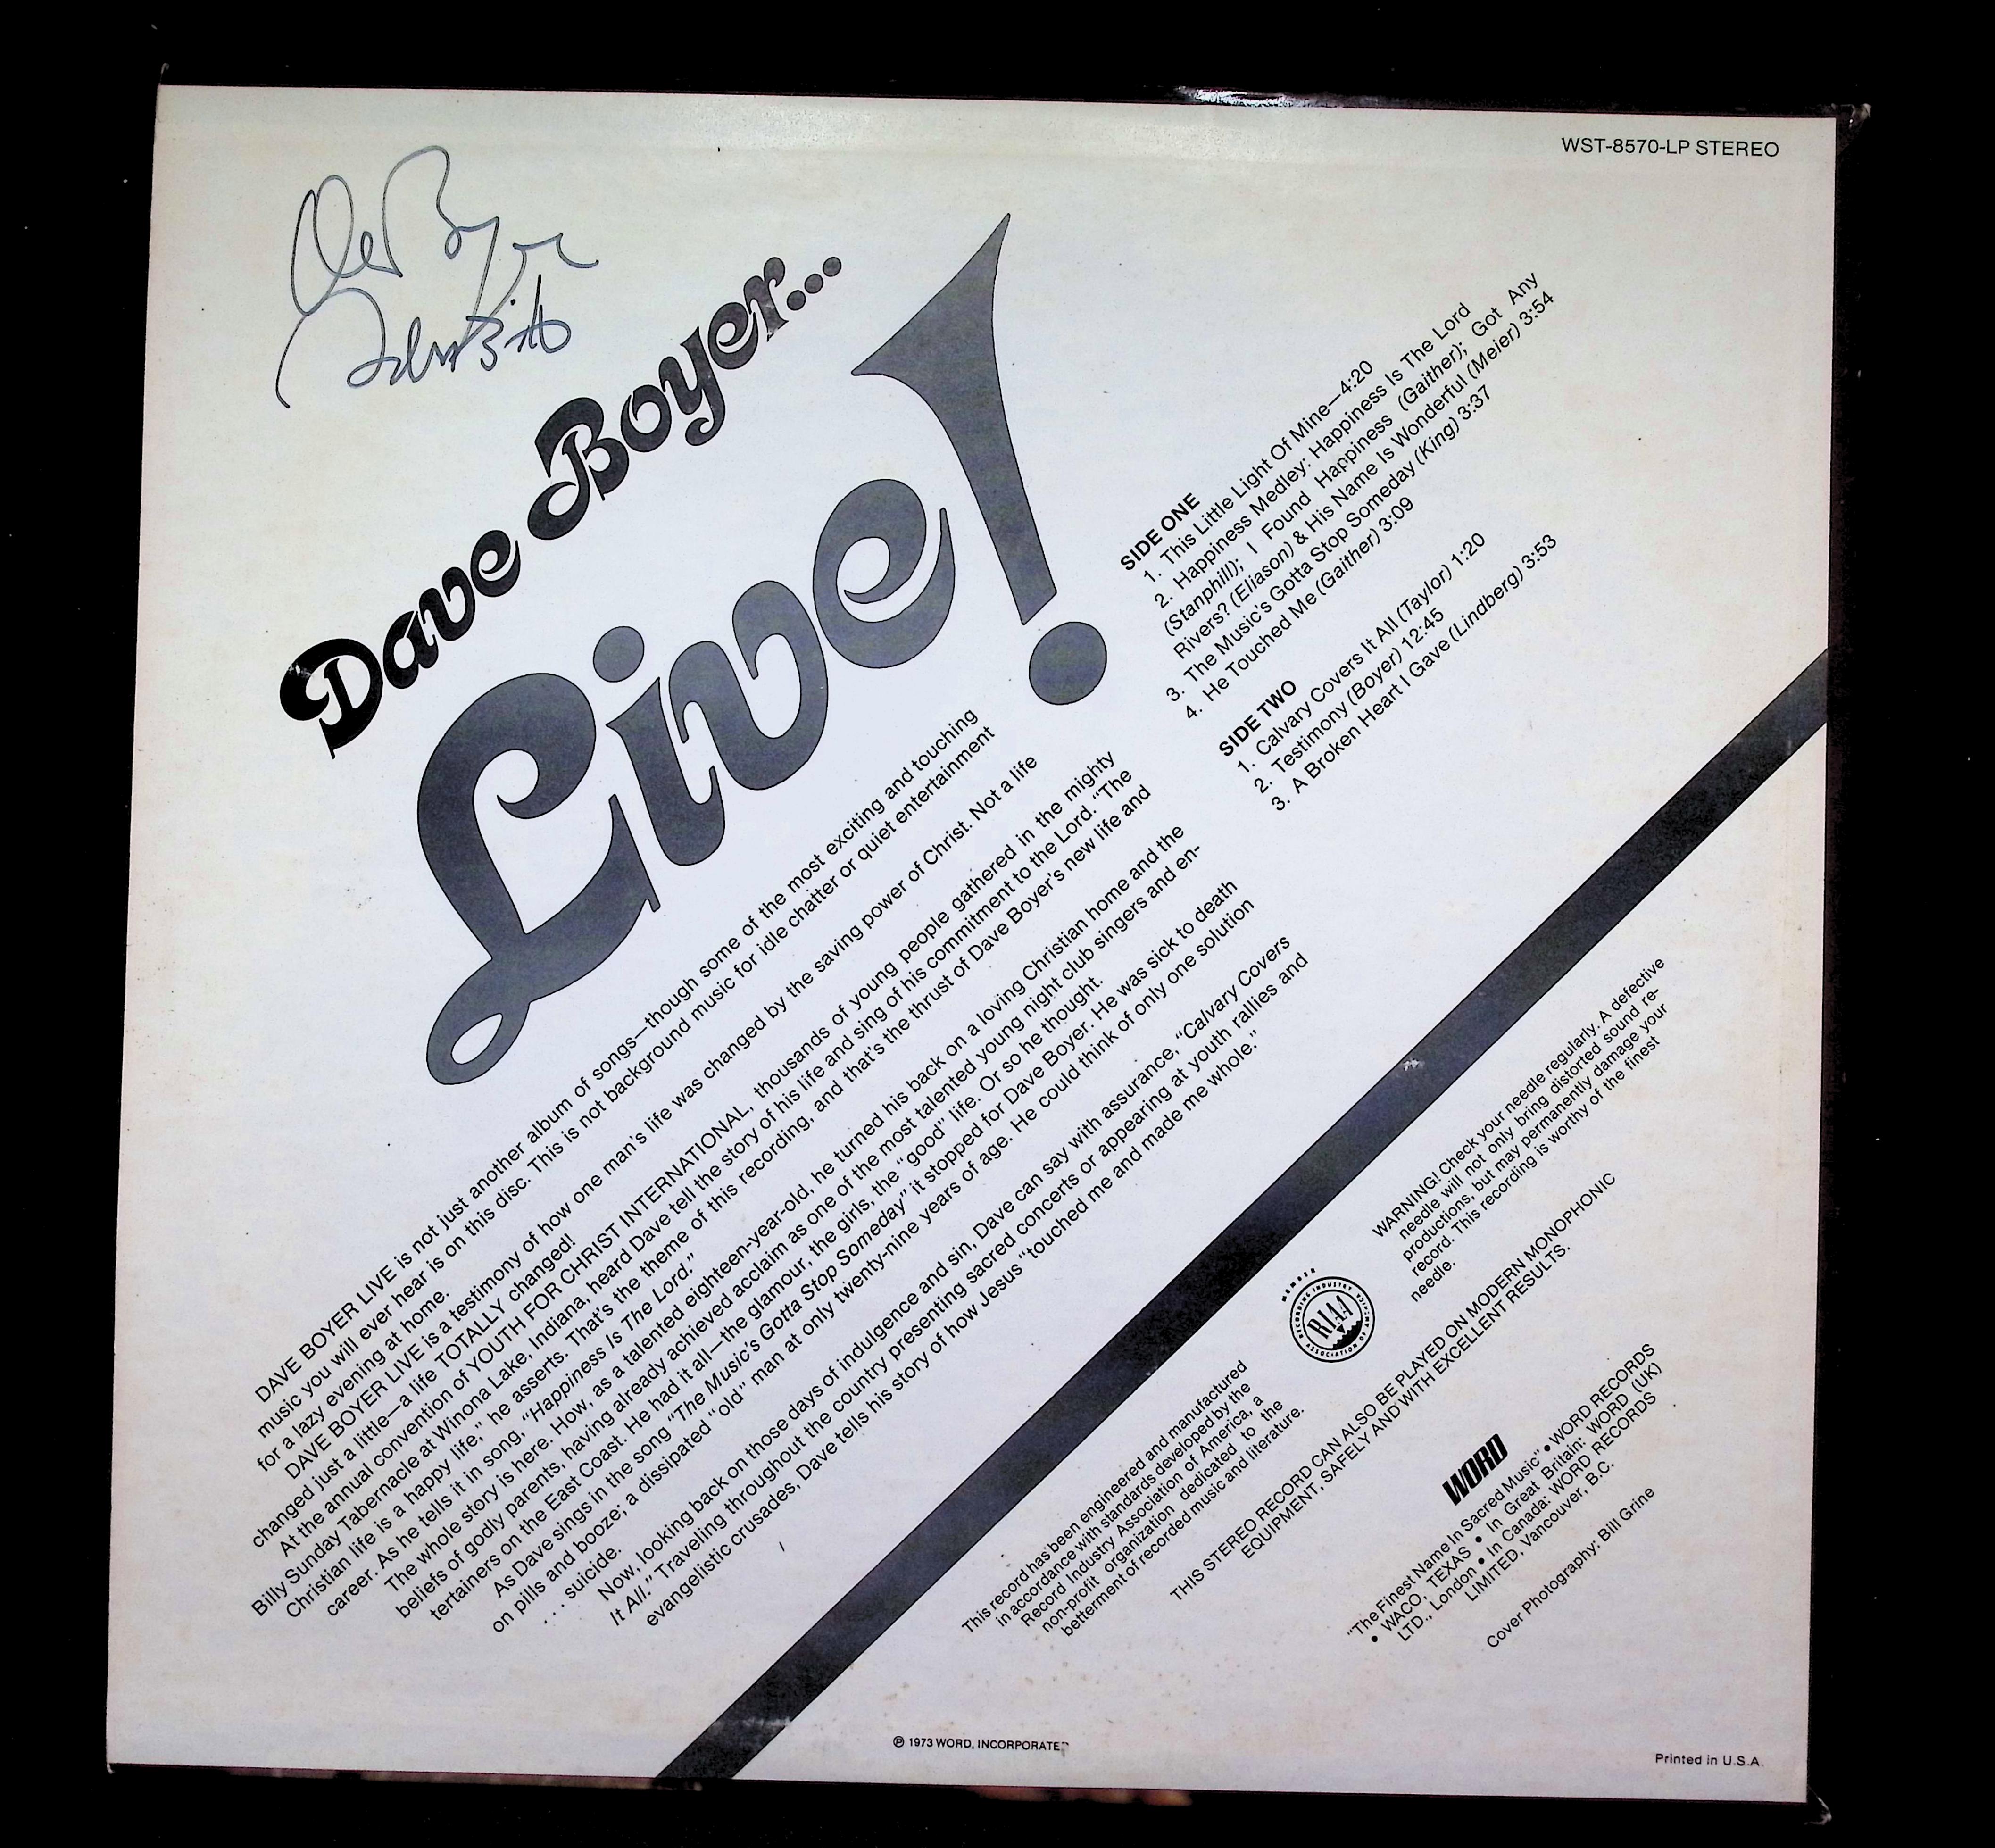 WST-8570-LP STEREO
Dave Boyer...
Live!
SIDE ONE
1. This Little Light Of Mine—4:20
2. Happiness Medley: Happiness Is The Lord
(Stanphill); I Found Happiness (Gaither); Got Any
Rivers? (Eliason) & His Name Is Wonderful (Meier) 3:54
3. The Music's Gotta Stop Someday (King) 3:37
4. He Touched Me (Gaither) 3:09
SIDE TWO
1. Calvary Covers It All (Taylor) 1:20
2. Testimony (Boyer) 12:45
3. A Broken Heart I Gave (Lindberg) 3:53
DAVE BOYER LIVE is not just another album of songs—though some of the most exciting and touching
music you will ever hear is on this disc. This is not background music for idle chatter or quiet entertainment
for a lazy evening at home.
DAVE BOYER LIVE is a testimony of how one man's life was changed by the saving power of Christ. Not a life
changed just a little—a life TOTALLY changed!
At the annual convention of YOUTH FOR CHRIST INTERNATIONAL, thousands of young people gathered in the mighty
Billy Sunday Tabernacle at Winona Lake, Indiana, heard Dave tell the story of his life and sing of his commitment to the Lord. "The
Christian life is a happy life," he asserts. That's the theme of this recording, and that's the thrust of Dave Boyer's new life and
career. As he tells it in song, "Happiness Is The Lord."
The whole story is here. How, as a talented eighteen-year-old, he turned his back on a loving Christian home and the
beliefs of godly parents, having already achieved acclaim as one of the most talented young night club singers and en-
tertainers on the East Coast. He had it all—the glamour, the girls, the "good" life. Or so he thought.
As Dave sings in the song "The Music's Gotta Stop Someday" it stopped for Dave Boyer. He was sick to death
on pills and booze; a dissipated "old" man at only twenty-nine years of age. He could think of only one solution
. . . suicide.
Now, looking back on those days of indulgence and sin, Dave can say with assurance, "Calvary Covers
It All." Traveling throughout the country presenting sacred concerts or appearing at youth rallies and
evangelistic crusades, Dave tells his story of how Jesus "touched me and made me whole."
WARNING! Check your needle regularly. A defective
needle will not only bring distorted sound re-
productions, but may permanently damage your
record. This recording is worthy of the finest
needle.
MEMBER
RECORDING INDUSTRY ASSOCIATION OF AMERICA
RIAA
This record has been engineered and manufactured
in accordance with standards developed by the
Record Industry Association of America, a
non-profit organization dedicated to the
betterment of recorded music and literature.
THIS STEREO RECORD CAN ALSO BE PLAYED ON MODERN MONOPHONIC
EQUIPMENT, SAFELY AND WITH EXCELLENT RESULTS.
WORD
"The Finest Name In Sacred Music" • WORD RECORDS
• WACO, TEXAS • In Great Britain: WORD (UK)
LTD., London • In Canada: WORD RECORDS
LIMITED, Vancouver, B.C.
Cover Photography: Bill Grine
℗ 1973 WORD, INCORPORATED
Printed in U.S.A.